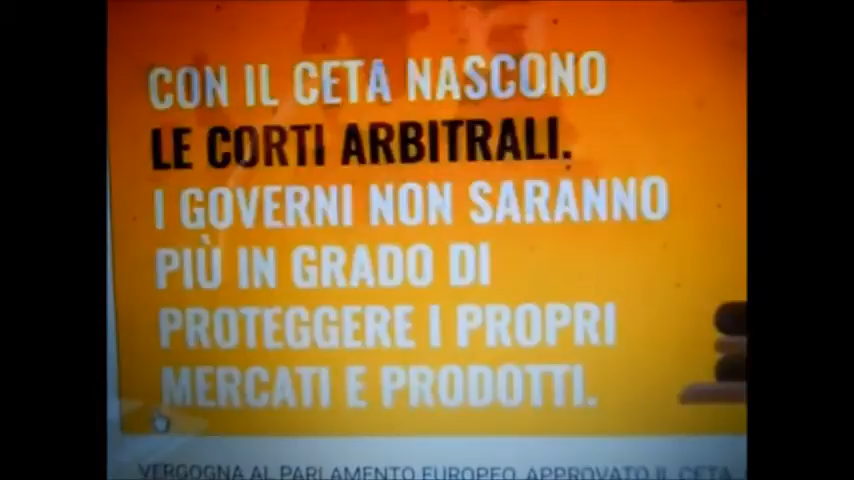 CON IL CETA NASCONO
LE CORTI ARBITRALI.
I GOVERNI NON SARANNO
PIÙ IN GRADO DI
PROTEGGERE I PROPRI
MERCATI E PRODOTTI.
VERGOGNA AL PARLAMENTO EUROPEO, APPROVATO IL CETA